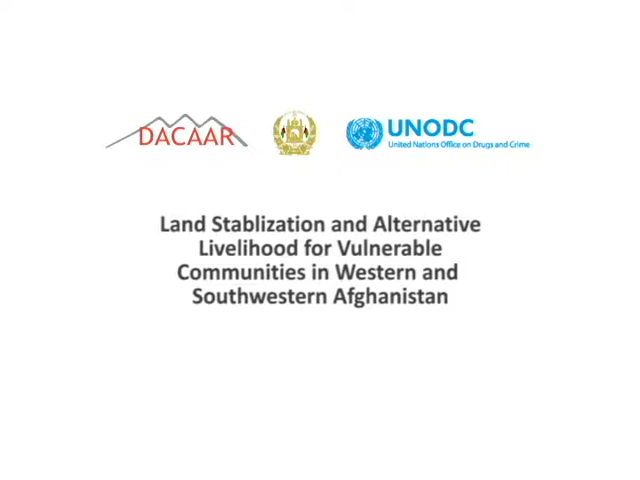 DACAAR
UNODC
United Nations Office on Drugs and Crime
Land Stablization and Alternative
Livelihood for Vulnerable
Communities in Western and
Southwestern Afghanistan